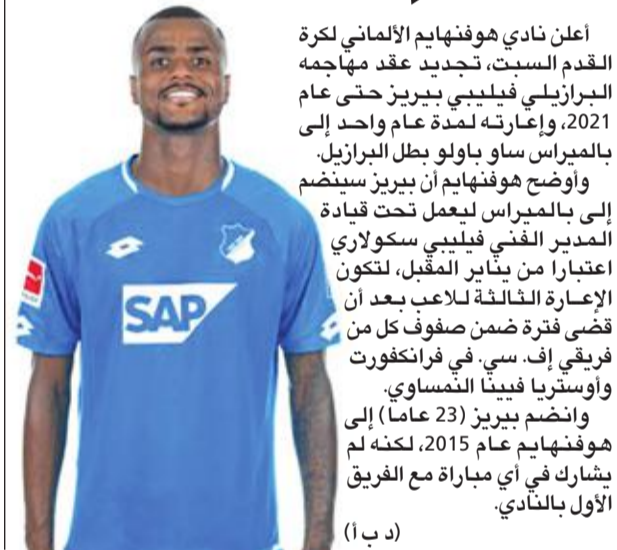 أعلن نادي هوفنهايم الألماني لكرة
القدم السبت، تجديد عقد مهاجمه
البرازيلي فيليبي بيريز حتى عام
2021، وإعارته لمدة عام واحد إلى
بالميراس ساو باولو بطل البرازيل.
وأوضح هوفنهايم أن بيريز سينضم
إلى بالميراس ليعمل تحت قيادة
المدير الفني فيليبي سكولاري
اعتبارا من يناير المقبل، لتكون
الإعارة الثالثة للاعب بعد أن
قضى فترة ضمن صفوف كل من
فريقي إف. سي. في فرانكفورت
وأوستريا فيينا النمساوي.
وانضم بيريز (23 عاما) إلى
هوفنهايم عام 2015، لكنه لم
يشارك في أي مباراة مع الفريق
الأول بالنادي.
(د ب أ)
SAP